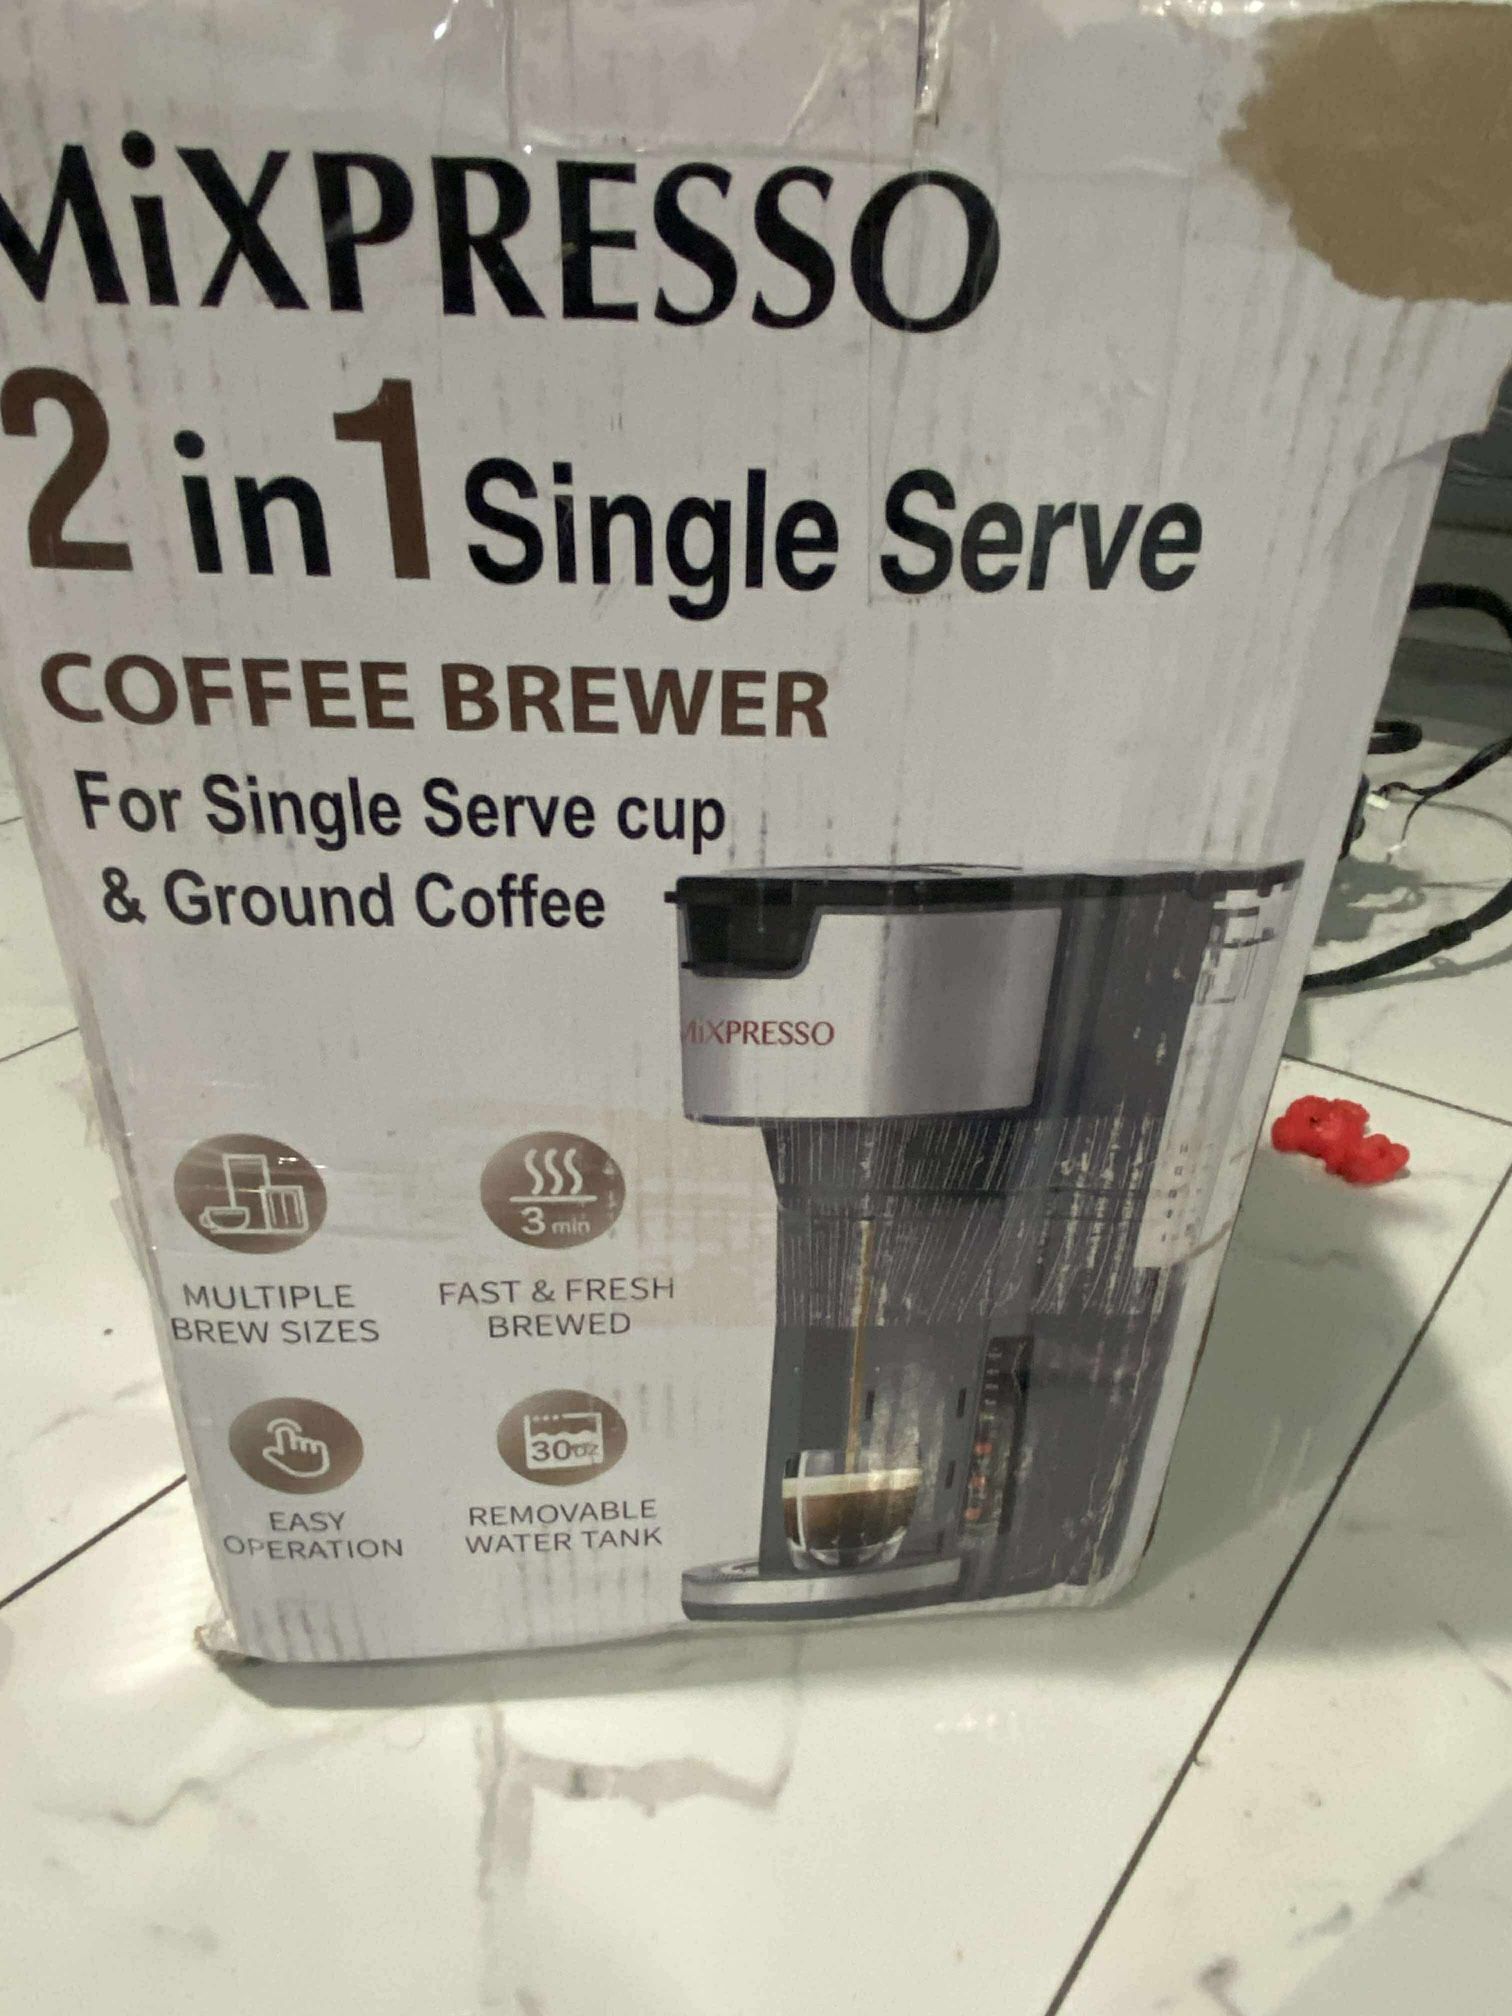 MiXPRESSO
2 in 1 Single Serve
COFFEE BREWER
For Single Serve cup
& Ground Coffee
MiXPRESSO
3 min
MULTIPLE
BREW SIZES
FAST & FRESH
BREWED
30oz
EASY
OPERATION
REMOVABLE
WATER TANK